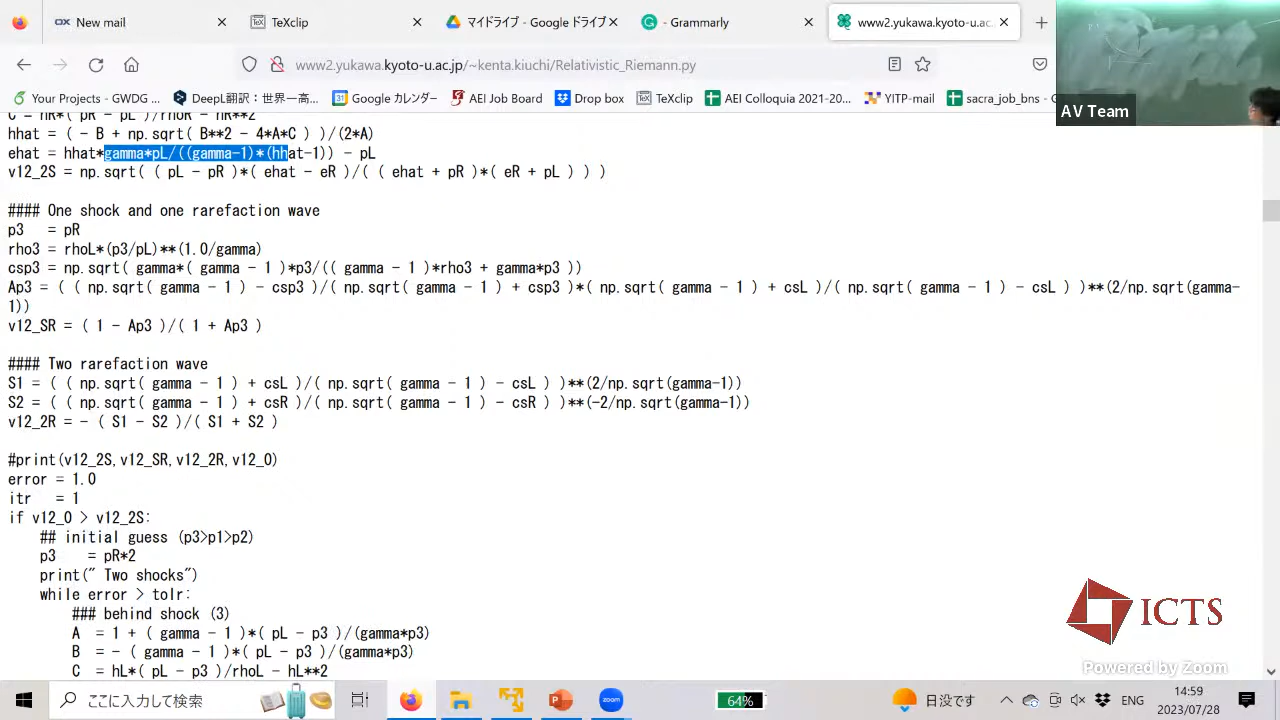 New mail
TeXclip
マイドライブ - Google ドライブ
- Grammarly
www2.yukawa.kyoto-u.ac.
www2.yukawa.kyoto-u.ac.jp/~kenta.kiuchi/Relativistic_Riemann.py
Your Projects - GWDG ...
DeepL翻訳：世界一高...
Google カレンダー
AEI Job Board
Drop box
TeXclip
AEI Colloquia 2021-20...
YITP-mail
sacra_job_bns - G
AV Team
C = hR*( pR - pL )/rhoR - hR**2
hhat = ( - B + np.sqrt( B**2 - 4*A*C ) )/(2*A)
ehat = hhat*gamma*pL/((gamma-1)*(hhat-1)) - pL
v12_2S = np.sqrt( ( pL - pR )*( ehat - eR )/( ( ehat + pR )*( eR + pL ) ) )
#### One shock and one rarefaction wave
p3   = pR
rho3 = rhoL*(p3/pL)**(1.0/gamma)
csp3 = np.sqrt( gamma*( gamma - 1 )*p3/(( gamma - 1 )*rho3 + gamma*p3 ))
Ap3 = ( ( np.sqrt( gamma - 1 ) - csp3 )/( np.sqrt( gamma - 1 ) + csp3 )*( np.sqrt( gamma - 1 ) + csL )/( np.sqrt( gamma - 1 ) - csL ) )**(2/np.sqrt(gamma-
1))
v12_SR = ( 1 - Ap3 )/( 1 + Ap3 )
#### Two rarefaction wave
S1 = ( ( np.sqrt( gamma - 1 ) + csL )/( np.sqrt( gamma - 1 ) - csL ) )**(2/np.sqrt(gamma-1))
S2 = ( ( np.sqrt( gamma - 1 ) + csR )/( np.sqrt( gamma - 1 ) - csR ) )**(-2/np.sqrt(gamma-1))
v12_2R = - ( S1 - S2 )/( S1 + S2 )
#print(v12_2S,v12_SR,v12_2R,v12_0)
error = 1.0
itr   = 1
if v12_0 > v12_2S:
## initial guess (p3>p1>p2)
p3    = pR*2
print(" Two shocks")
while error > tolr:
### behind shock (3)
A  = 1 + ( gamma - 1 )*( pL - p3 )/(gamma*p3)
B  = - ( gamma - 1 )*( pL - p3 )/(gamma*p3)
C  = hL*( pL - p3 )/rhoL - hL**2
ICTS
Powered by Zoom
ここに入力して検索
zoom
64%
日没です
ENG
14:59
2023/07/28